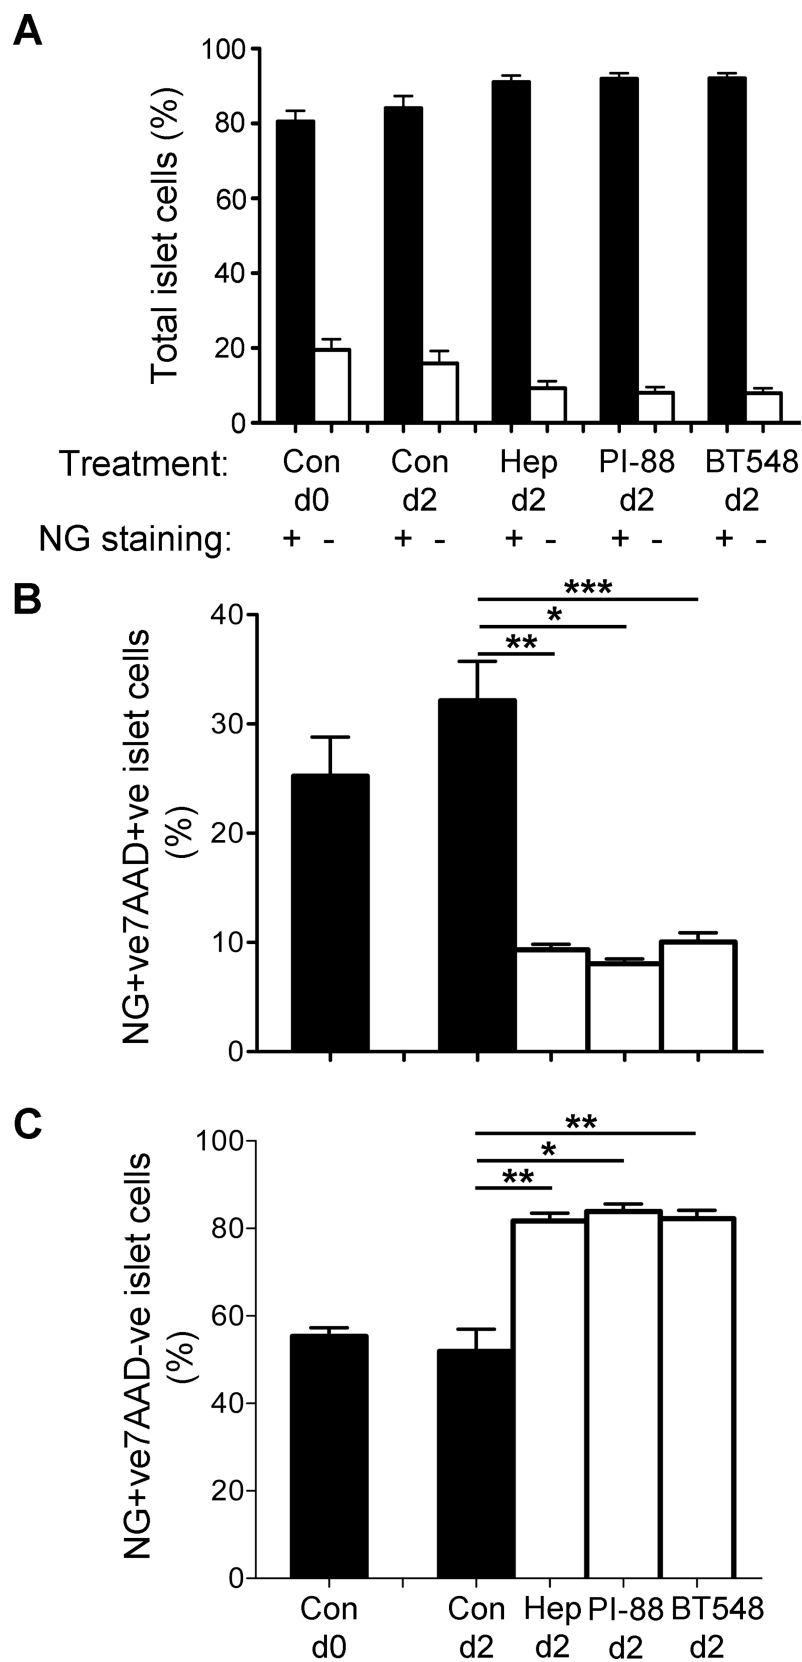 A
Total islet cells (%)
100
80
60
40
20
0
Treatment: Con Con Hep PI-88 BT548
d0 d2 d2 d2 d2
NG staining: + - + - + - + - + -
B
NG+ve7AAD+ve islet cells
(%)
40
30
20
10
0
***
*
**
C
NG+ve7AAD-ve islet cells
(%)
100
80
60
40
20
0
**
*
**
Con Con Hep PI-88 BT548
d0 d2 d2 d2 d2